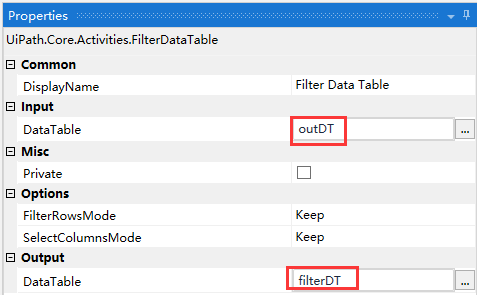 Properties
UiPath.Core.Activities.FilterDataTable
Common
DisplayName Filter Data Table
Input
DataTable outDT ...
Misc
Private
Options
FilterRowsMode Keep
SelectColumnsMode Keep
Output
DataTable filterDT ...